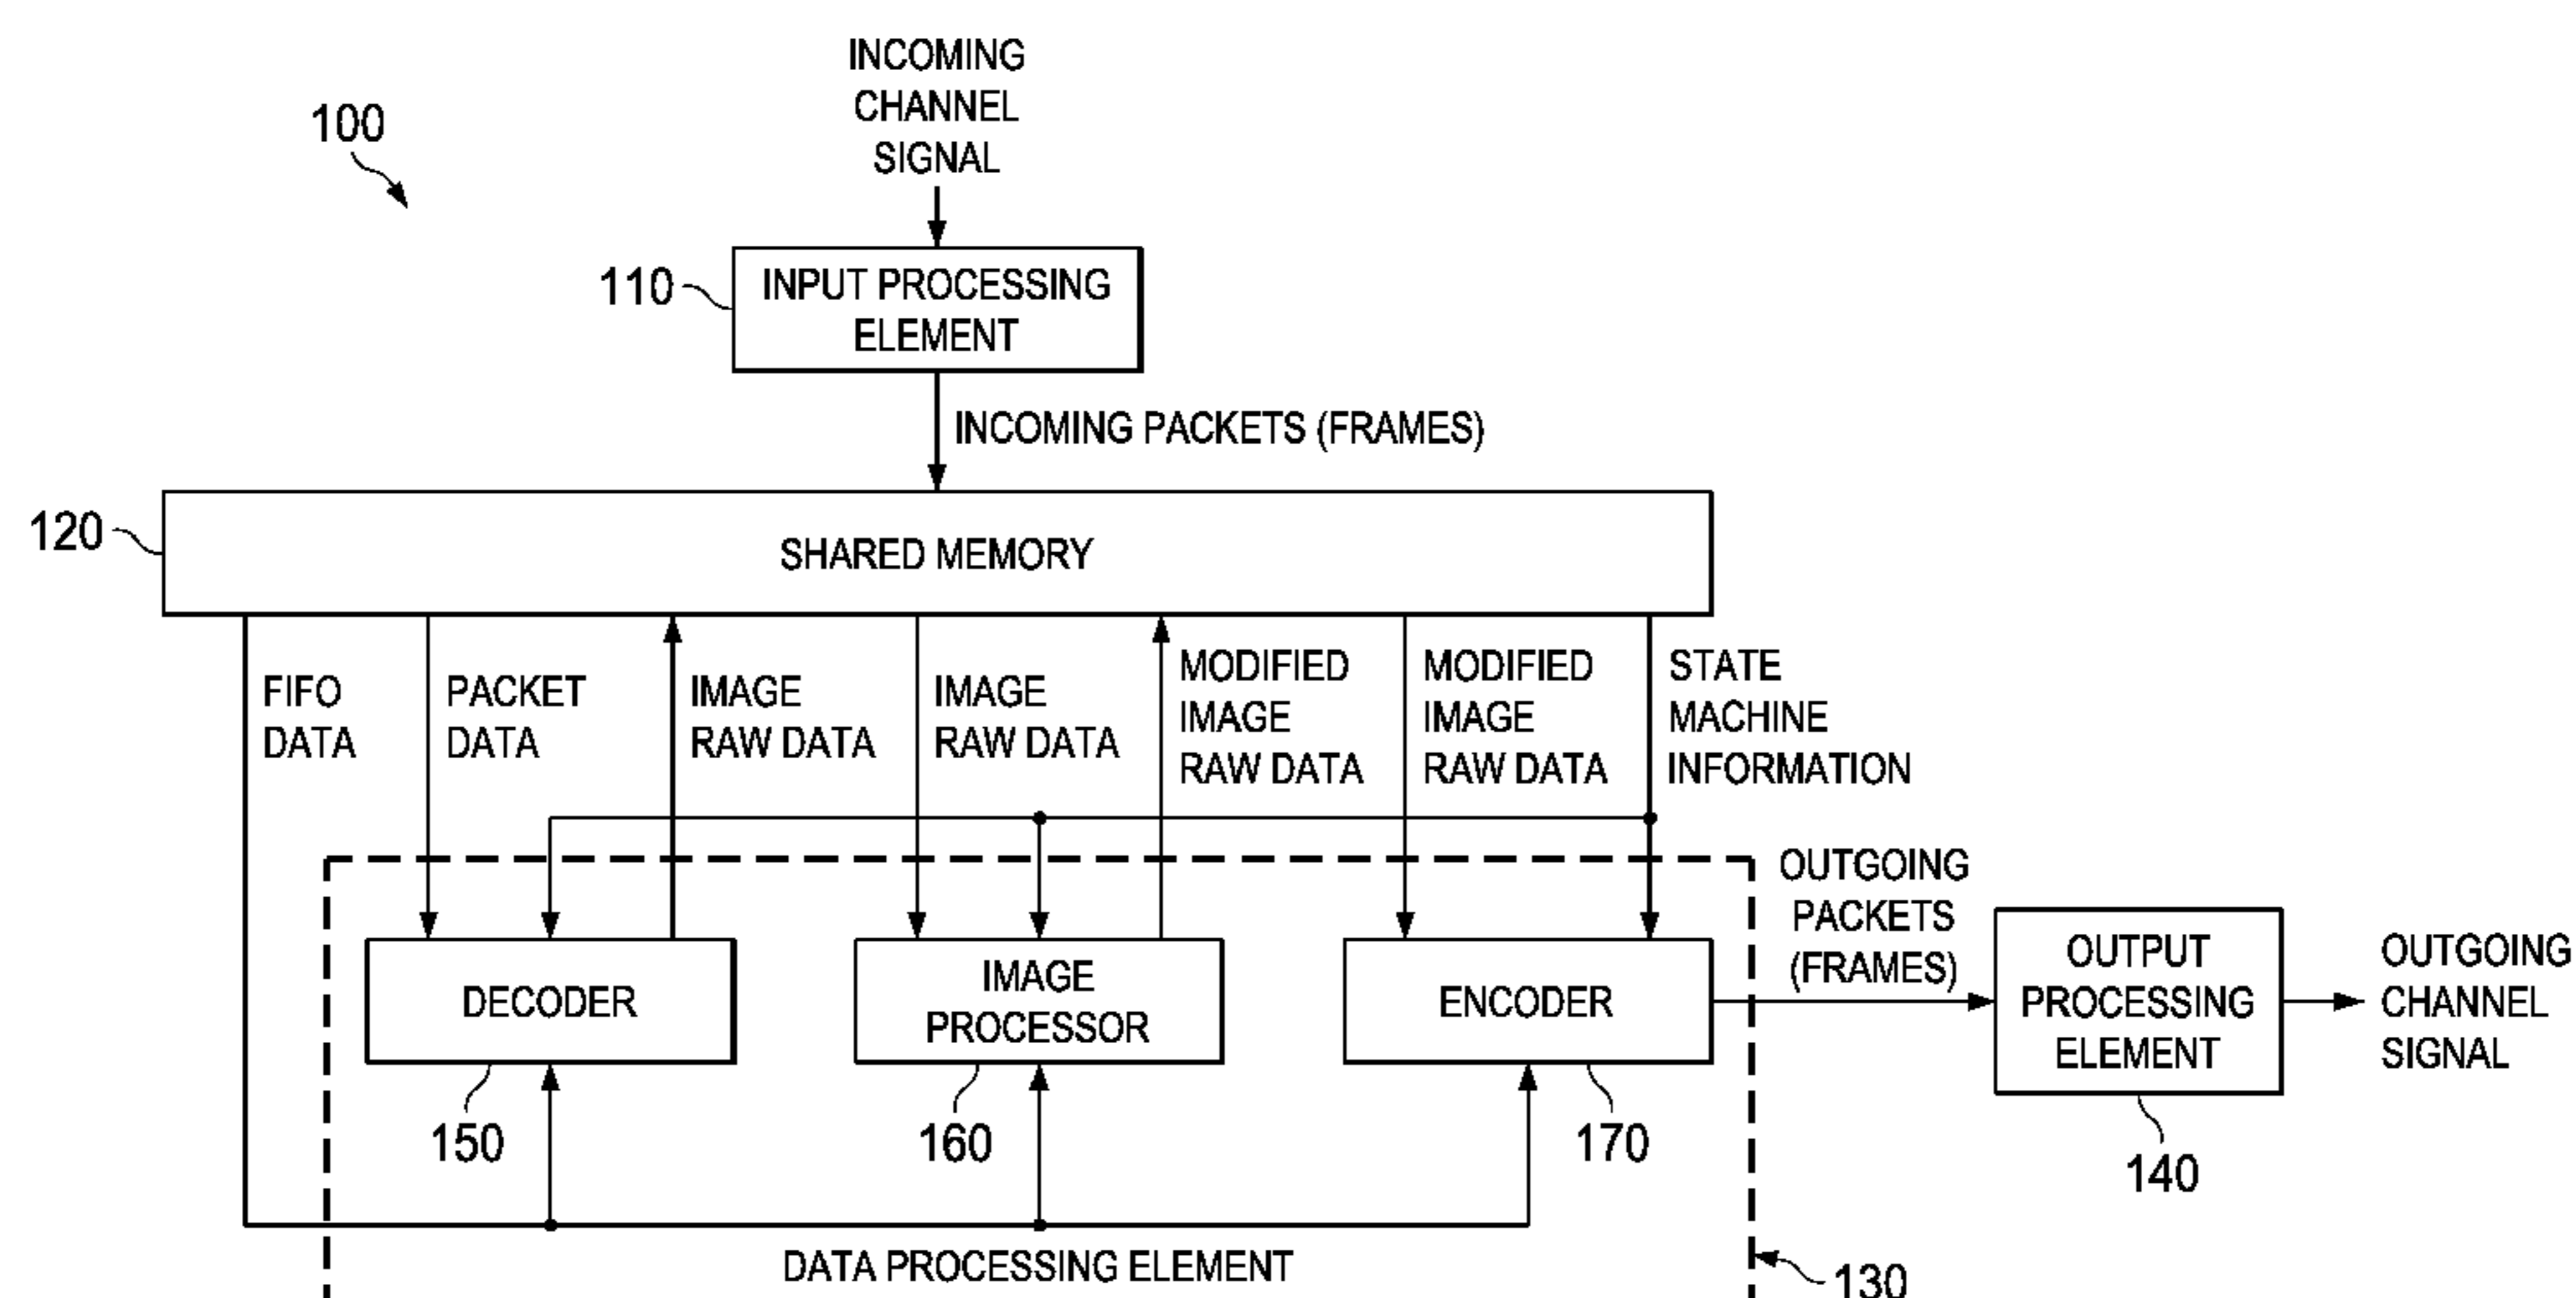 INCOMING
CHANNEL
SIGNAL
100
110
INPUT PROCESSING
ELEMENT
INCOMING PACKETS (FRAMES)
120
SHARED MEMORY
FIFO
DATA
PACKET
DATA
IMAGE
RAW DATA
IMAGE
RAW DATA
MODIFIED
IMAGE
RAW DATA
MODIFIED
IMAGE
RAW DATA
STATE
MACHINE
INFORMATION
DECODER
150
IMAGE
PROCESSOR
160
ENCODER
170
OUTGOING
PACKETS
(FRAMES)
OUTPUT
PROCESSING
ELEMENT
140
OUTGOING
CHANNEL
SIGNAL
DATA PROCESSING ELEMENT
130